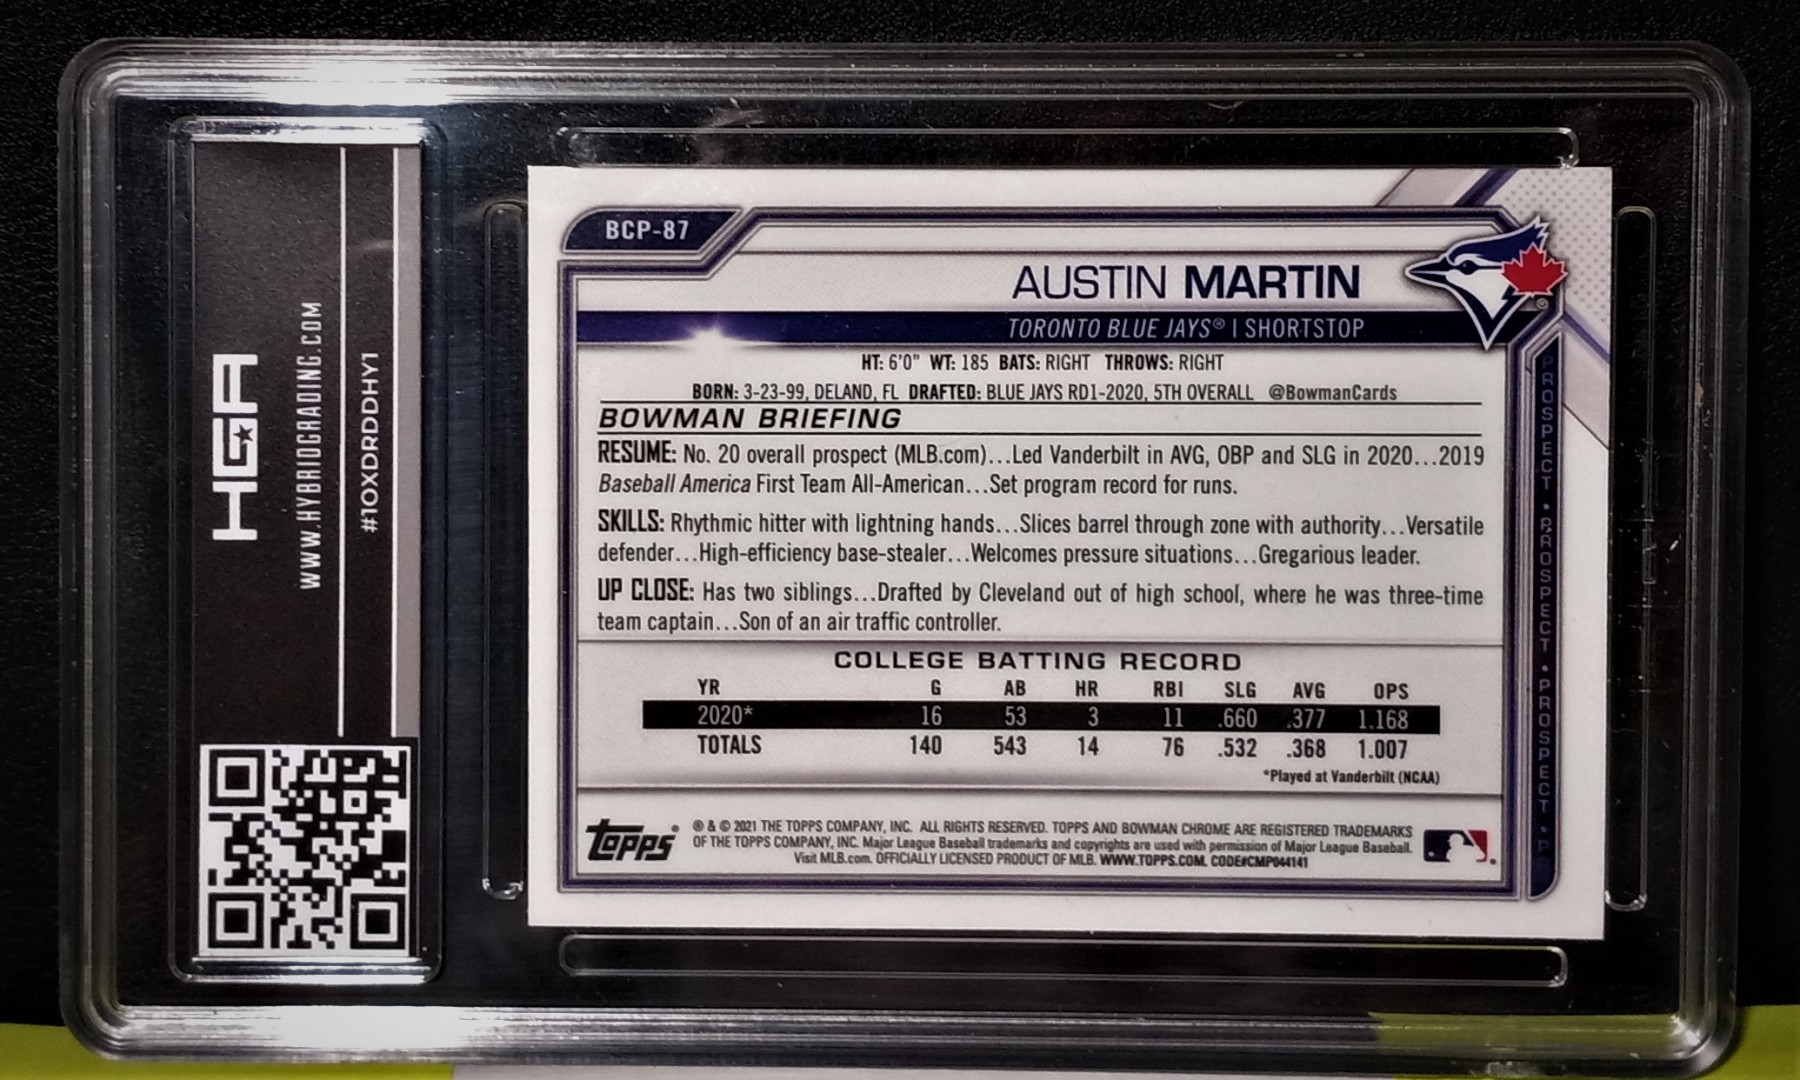 HGA
WWW.HYBRIDGRADING.COM
#10XDRDDHY1
BCP-87
AUSTIN MARTIN
TORONTO BLUE JAYS® | SHORTSTOP
HT: 6'0" WT: 185 BATS: RIGHT THROWS: RIGHT
BORN: 3-23-99, DELAND, FL DRAFTED: BLUE JAYS RD1-2020, 5TH OVERALL @BowmanCards
BOWMAN BRIEFING
RESUME: No. 20 overall prospect (MLB.com)...Led Vanderbilt in AVG, OBP and SLG in 2020...2019
Baseball America First Team All-American...Set program record for runs.
SKILLS: Rhythmic hitter with lightning hands...Slices barrel through zone with authority...Versatile
defender...High-efficiency base-stealer...Welcomes pressure situations...Gregarious leader.
UP CLOSE: Has two siblings...Drafted by Cleveland out of high school, where he was three-time
team captain...Son of an air traffic controller.
COLLEGE BATTING RECORD
YR G AB HR RBI SLG AVG OPS
2020* 16 53 3 11 .660 .377 1.168
TOTALS 140 543 14 76 .532 .368 1.007
*Played at Vanderbilt (NCAA)
Topps®
® & © 2021 THE TOPPS COMPANY, INC. ALL RIGHTS RESERVED. TOPPS AND BOWMAN CHROME ARE REGISTERED TRADEMARKS
OF THE TOPPS COMPANY, INC. Major League Baseball trademarks and copyrights are used with permission of Major League Baseball.
Visit MLB.com. OFFICIALLY LICENSED PRODUCT OF MLB. WWW.TOPPS.COM. CODE#CMP044141
PROSPECT • PROSPECT • PROSPECT • P